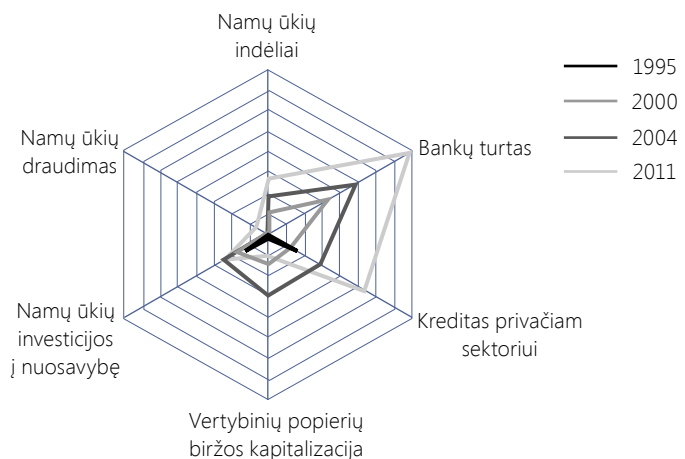 Namų ūkių
indėliai
1995
2000
2004
2011
Bankų turtas
Kreditas privačiam
sektoriui
Vertybinių popierių
biržos kapitalizacija
Namų ūkių
investicijos
į nuosavybę
Namų ūkių
draudimas